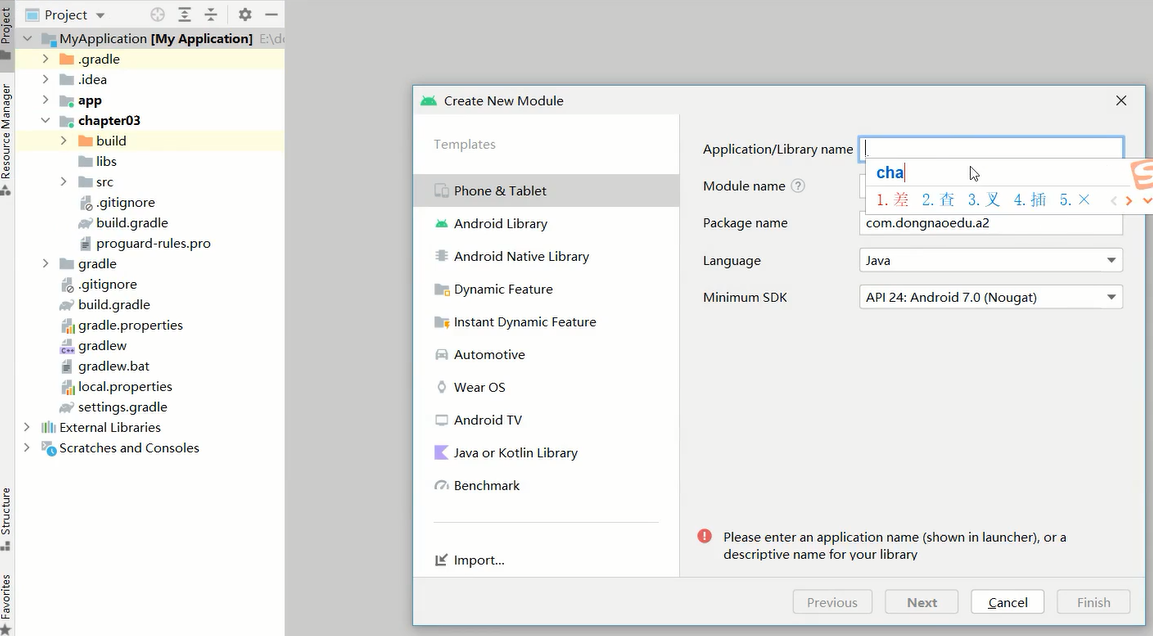 Project
MyApplication [My Application] E:\d
.gradle
.idea
app
chapter03
build
libs
src
.gitignore
build.gradle
proguard-rules.pro
gradle
.gitignore
build.gradle
gradle.properties
gradlew
gradlew.bat
local.properties
settings.gradle
External Libraries
Scratches and Consoles
Project
Resource Manager
Structure
Favorites
Create New Module
Templates
Phone & Tablet
Android Library
Android Native Library
Dynamic Feature
Instant Dynamic Feature
Automotive
Wear OS
Android TV
Java or Kotlin Library
Benchmark
Import...
Application/Library name
cha
1.差 2.查 3.叉 4.插 5.㐅
Module name
Package name com.dongnaoedu.a2
Language Java
Minimum SDK API 24: Android 7.0 (Nougat)
Please enter an application name (shown in launcher), or a
descriptive name for your library
Previous Next Cancel Finish